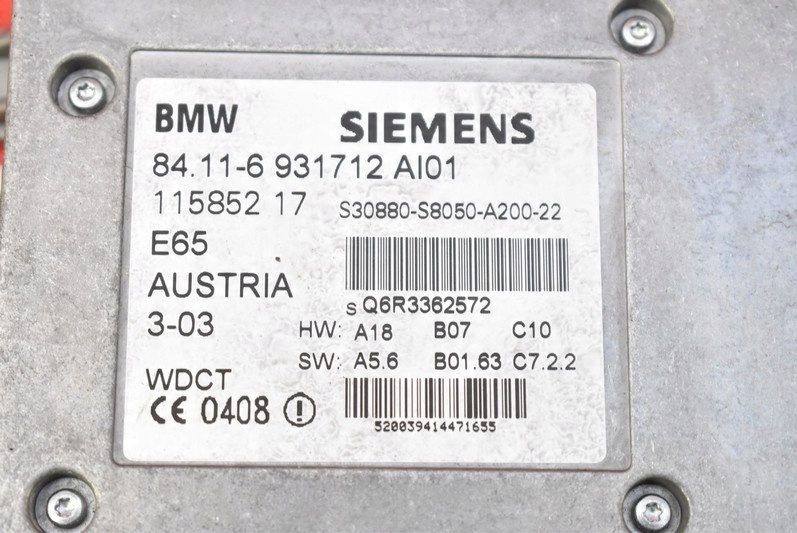 BMW SIEMENS
84.11-6 931712 AI01
115852 17 S30880-S8050-A200-22
E65
AUSTRIA
S Q6R3362572
3-03 HW: A18 B07 C10
SW: A5.6 B01.63 C7.2.2
WDCT
CE 0408
520039414471655